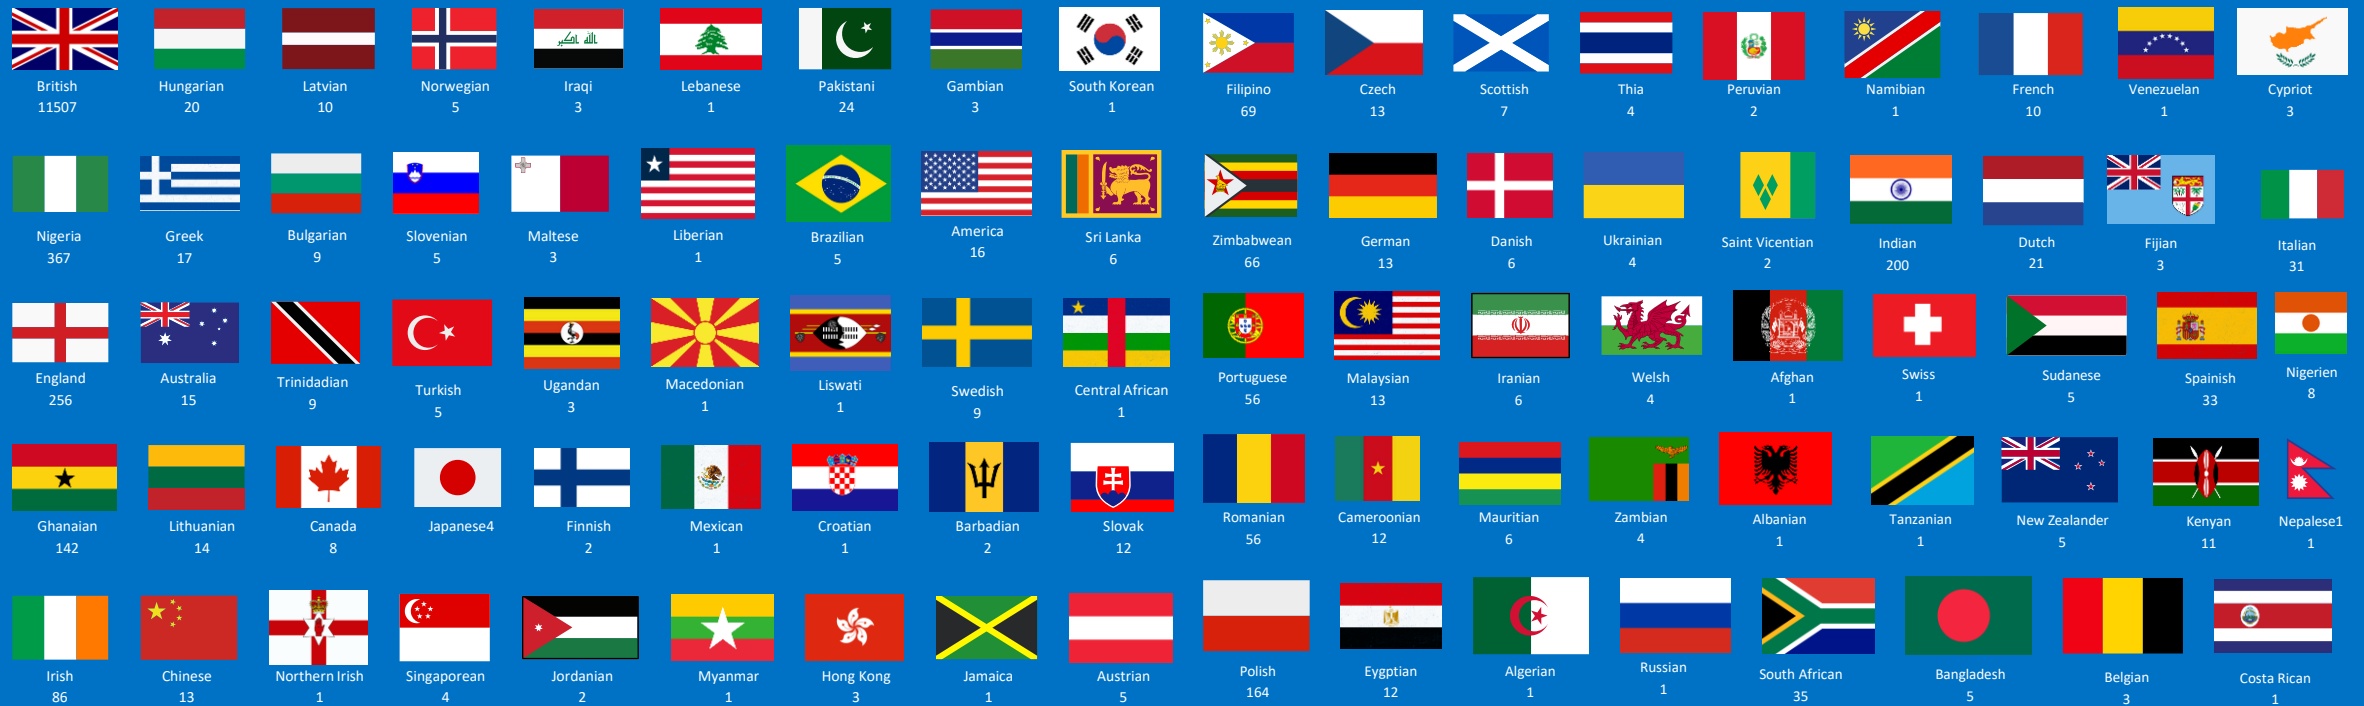 British Hungarian Latvian Norwegian Iraqi Lebanese Pakistani Gambian South Korean Filipino Czech Scottish Thia Peruvian Namibian French Venezuelan Cypriot
11507 20 10 5 3 1 24 3 1 69 13 7 4 2 1 10 1 3
Nigeria Greek Bulgarian Slovenian Maltese Liberian Brazilian America Sri Lanka Zimbabwean German Danish Ukrainian Saint Vicentian Indian Dutch Fijian Italian
367 17 9 5 3 1 5 16 6 66 13 6 4 2 200 21 3 31
England Australia Trinidadian Turkish Ugandan Macedonian Liswati Swedish Central African Portuguese Malaysian Iranian Welsh Afghan Swiss Sudanese Spainish Nigerien
256 15 9 5 3 1 1 9 1 56 13 6 4 1 1 5 33 8
Ghanaian Lithuanian Canada Japanese4 Finnish Mexican Croatian Barbadian Slovak Romanian Cameroonian Mauritian Zambian Albanian Tanzanian New Zealander Kenyan Nepalese1
142 14 8 2 1 1 2 12 56 12 6 4 1 1 5 11 1
Irish Chinese Northern Irish Singaporean Jordanian Myanmar Hong Kong Jamaica Austrian Polish Eygptian Algerian Russian South African Bangladesh Belgian Costa Rican
86 13 1 4 2 1 3 1 5 164 12 1 1 35 5 3 1